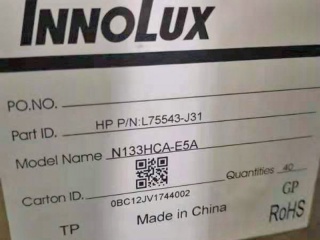 INNOLUX
PO.NO.
Part ID. HP P/N:L75543-J31
Model Name N133HCA-E5A
Carton ID. 0BC12JV1744002 Quantities 40
TP Made in China GP RoHS